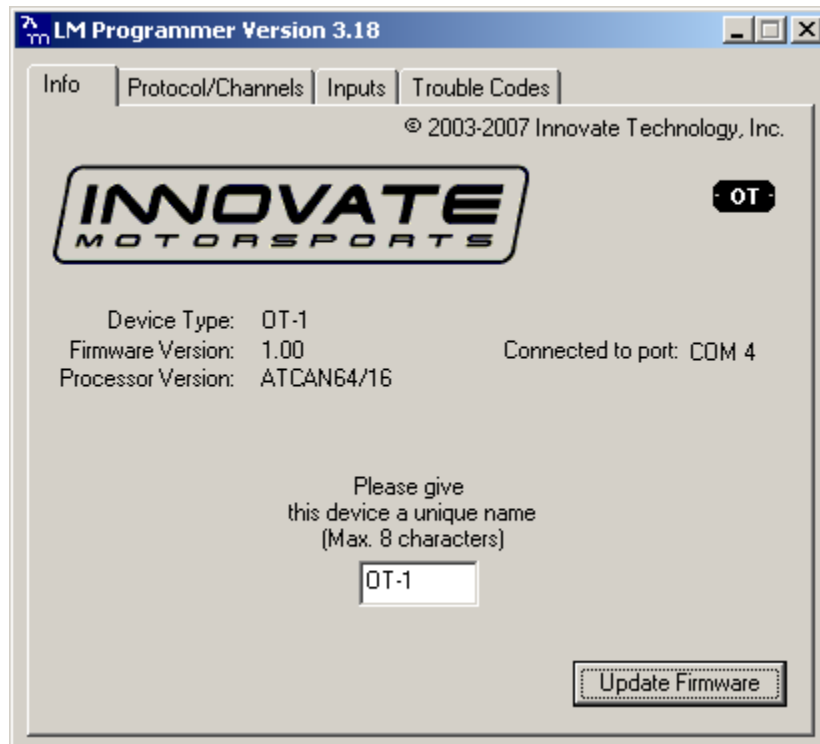 LM Programmer Version 3.18
Info Protocol/Channels Inputs Trouble Codes
© 2003-2007 Innovate Technology, Inc.
INNOVATE
MOTORSPORTS
OT
Device Type: OT-1
Firmware Version: 1.00
Connected to port: COM 4
Processor Version: ATCAN64/16
Please give
this device a unique name
(Max. 8 characters)
OT-1
Update Firmware